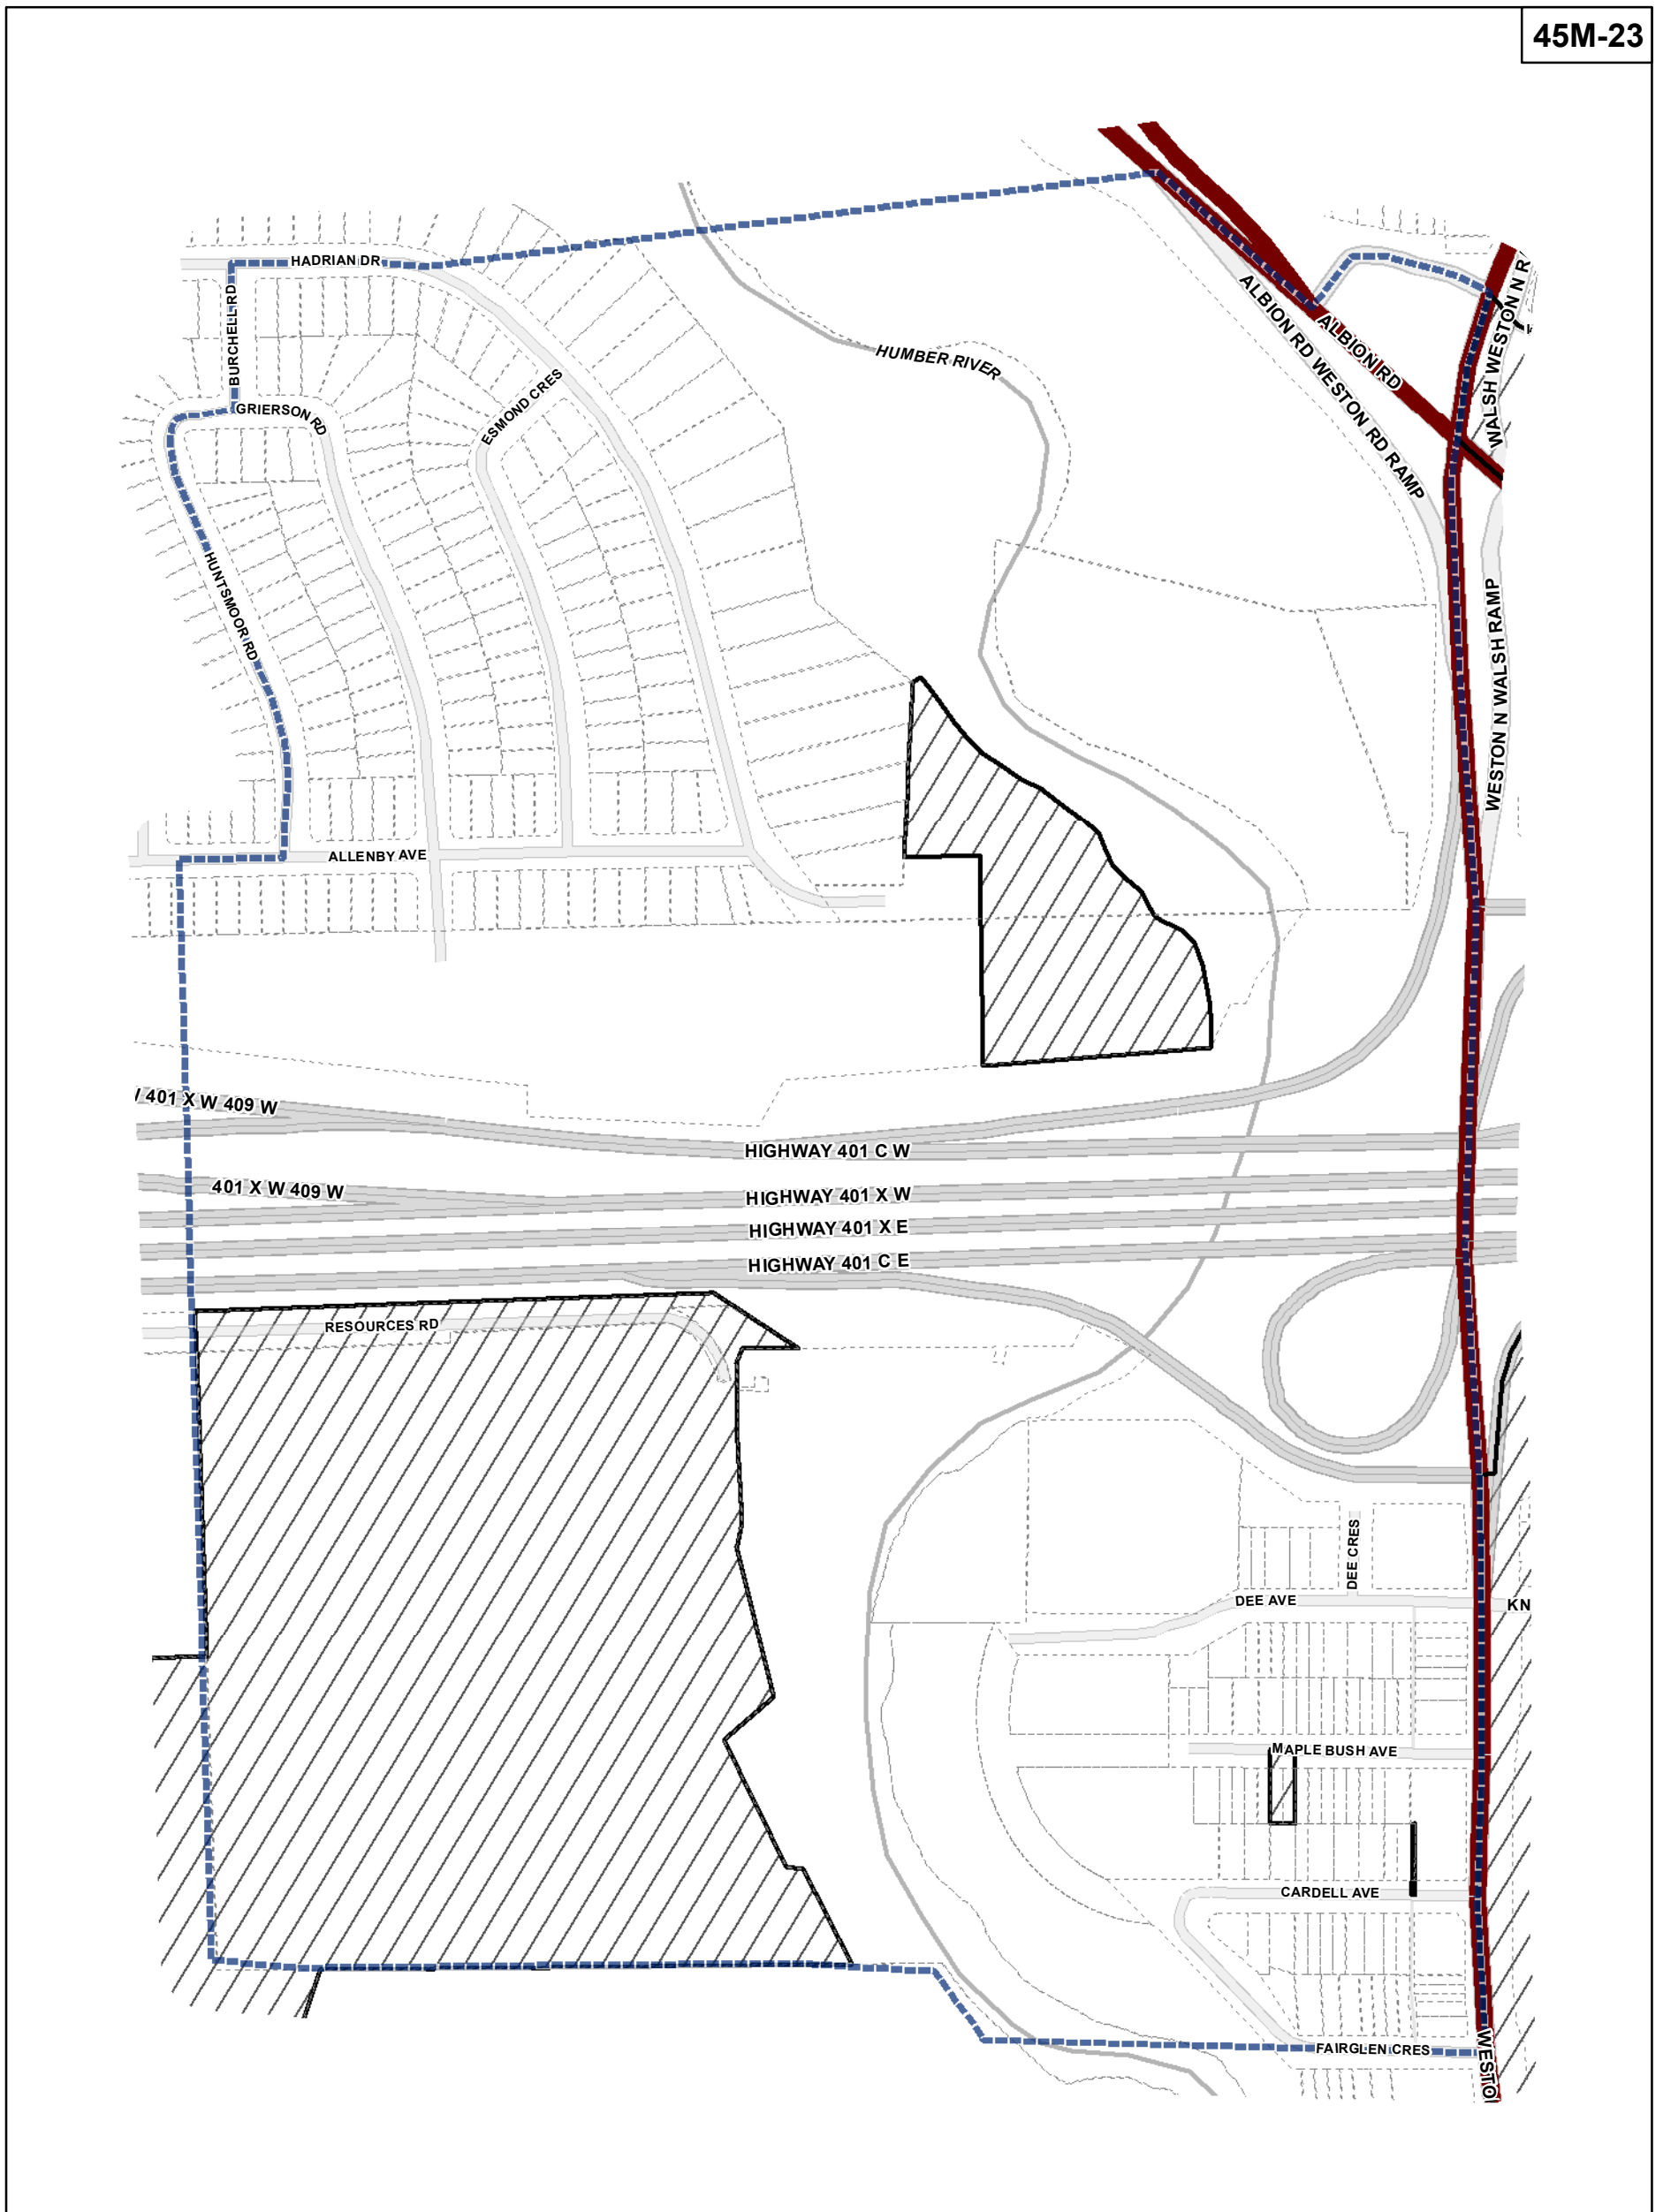 45M-23
HADRIAN DR
BURCHELL RD
GRIERSON RD
ESMOND CRES
HUNTSMOOR RD
HUMBER RIVER
ALBION RD WESTON RD RAMP
ALBION RD
WALSH WESTON N R
WESTON N WALSH RAMP
ALLENBY AVE
401 X W 409 W
HIGHWAY 401 C W
401 X W 409 W
HIGHWAY 401 X W
HIGHWAY 401 X E
HIGHWAY 401 C E
RESOURCES RD
DEE CRES
DEE AVE
KN
MAPLE BUSH AVE
CARDELL AVE
FAIRGLEN CRES
WESTO